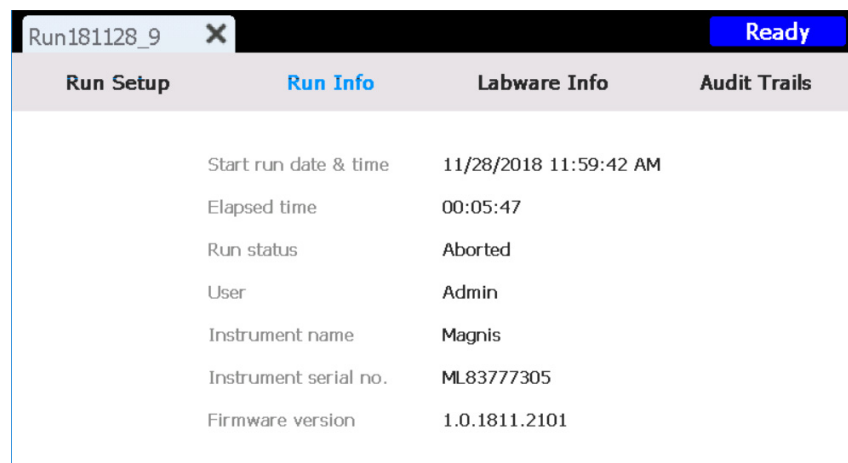 Run181128_9 Ready
Run Setup Run Info Labware Info Audit Trails
Start run date & time 11/28/2018 11:59:42 AM
Elapsed time 00:05:47
Run status Aborted
User Admin
Instrument name Magnis
Instrument serial no. ML83777305
Firmware version 1.0.1811.2101